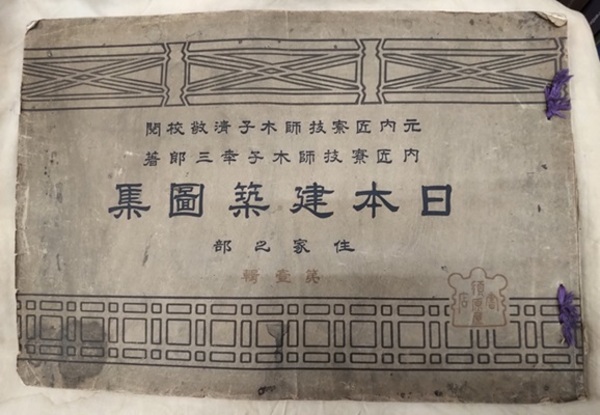 元内匠寮技師木子清敬校閲
内匠寮技師木子幸三郎著
日本建築圖集
住家之部
第壹輯